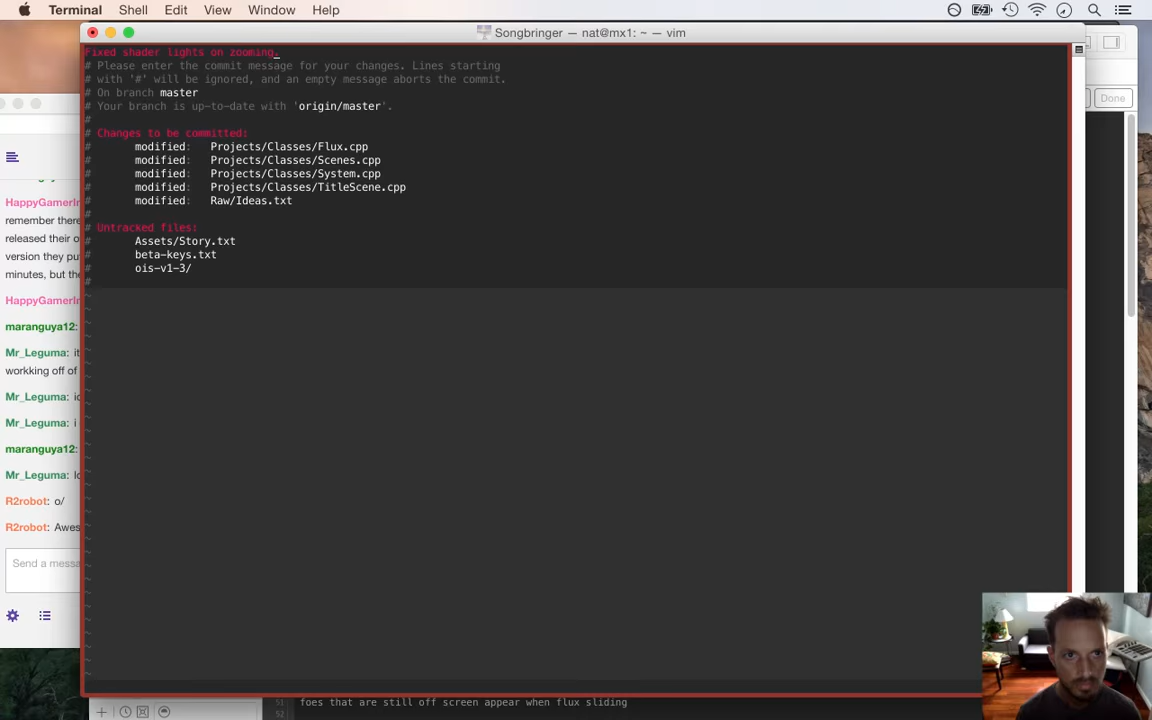 Terminal Shell Edit View Window Help
Songbringer — nat@mx1: ~ — vim
Fixed shader lights on zooming.
# Please enter the commit message for your changes. Lines starting
# with '#' will be ignored, and an empty message aborts the commit.
# On branch master
# Your branch is up-to-date with 'origin/master'.
#
# Changes to be committed:
# modified: Projects/Classes/Flux.cpp
# modified: Projects/Classes/Scenes.cpp
# modified: Projects/Classes/System.cpp
# modified: Projects/Classes/TitleScene.cpp
# modified: Raw/Ideas.txt
#
# Untracked files:
# Assets/Story.txt
# beta-keys.txt
# ois-v1-3/
#
Done
HappyGamerIn
remember there
released their o
version they pu
minutes, but the
HappyGamerIn
maranguya12:
Mr_Leguma: it
workking off of
Mr_Leguma: ic
Mr_Leguma: i
maranguya12:
Mr_Leguma: lo
R2robot: o/
R2robot: Awes
Send a messa
51 foes that are still off screen appear when flux sliding
52